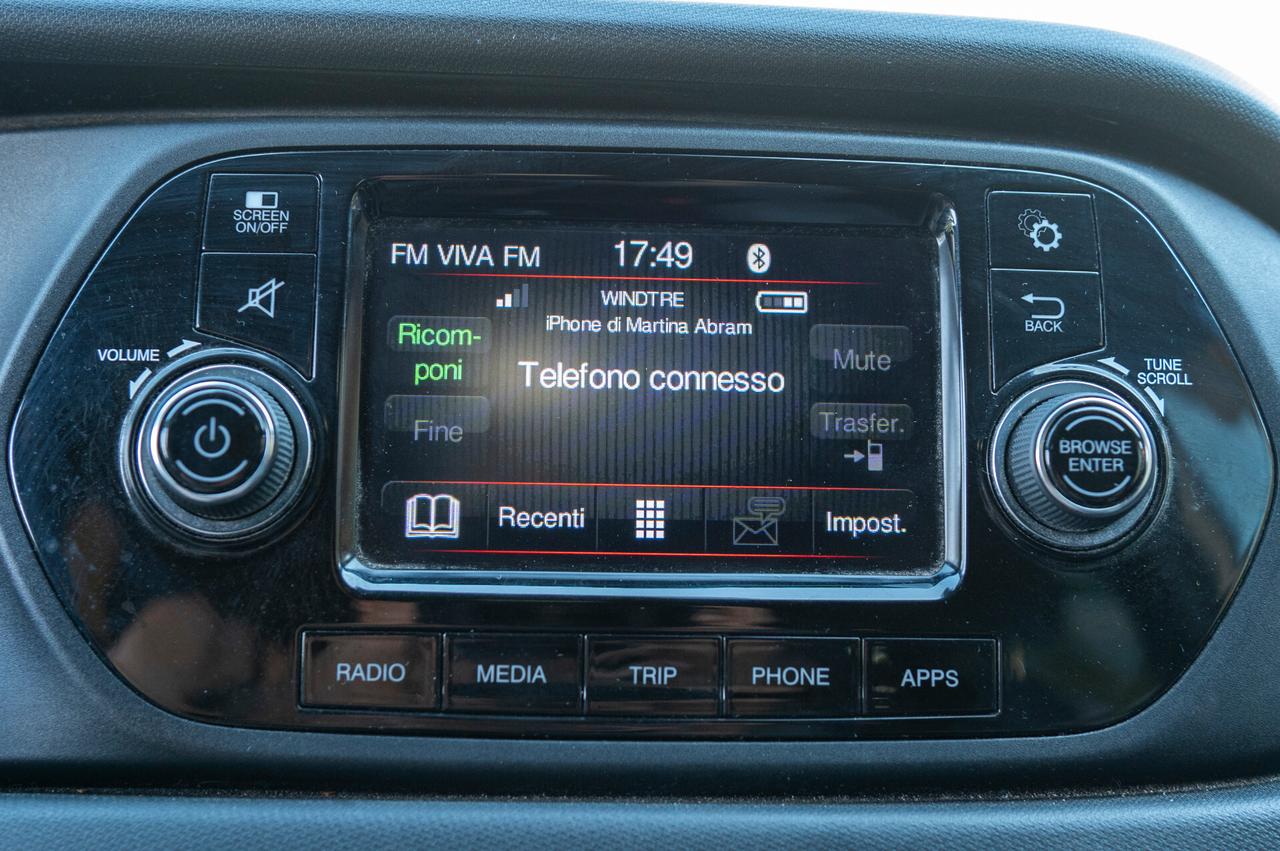 SCREEN
ON/OFF
VOLUME
FM VIVA FM 17:49
WINDTRE
iPhone di Martina Abram
Ricom-
poni
Telefono connesso
Mute
Fine
Trasfer.
Recenti
Impost.
BACK
TUNE
SCROLL
BROWSE
ENTER
RADIO MEDIA TRIP PHONE APPS